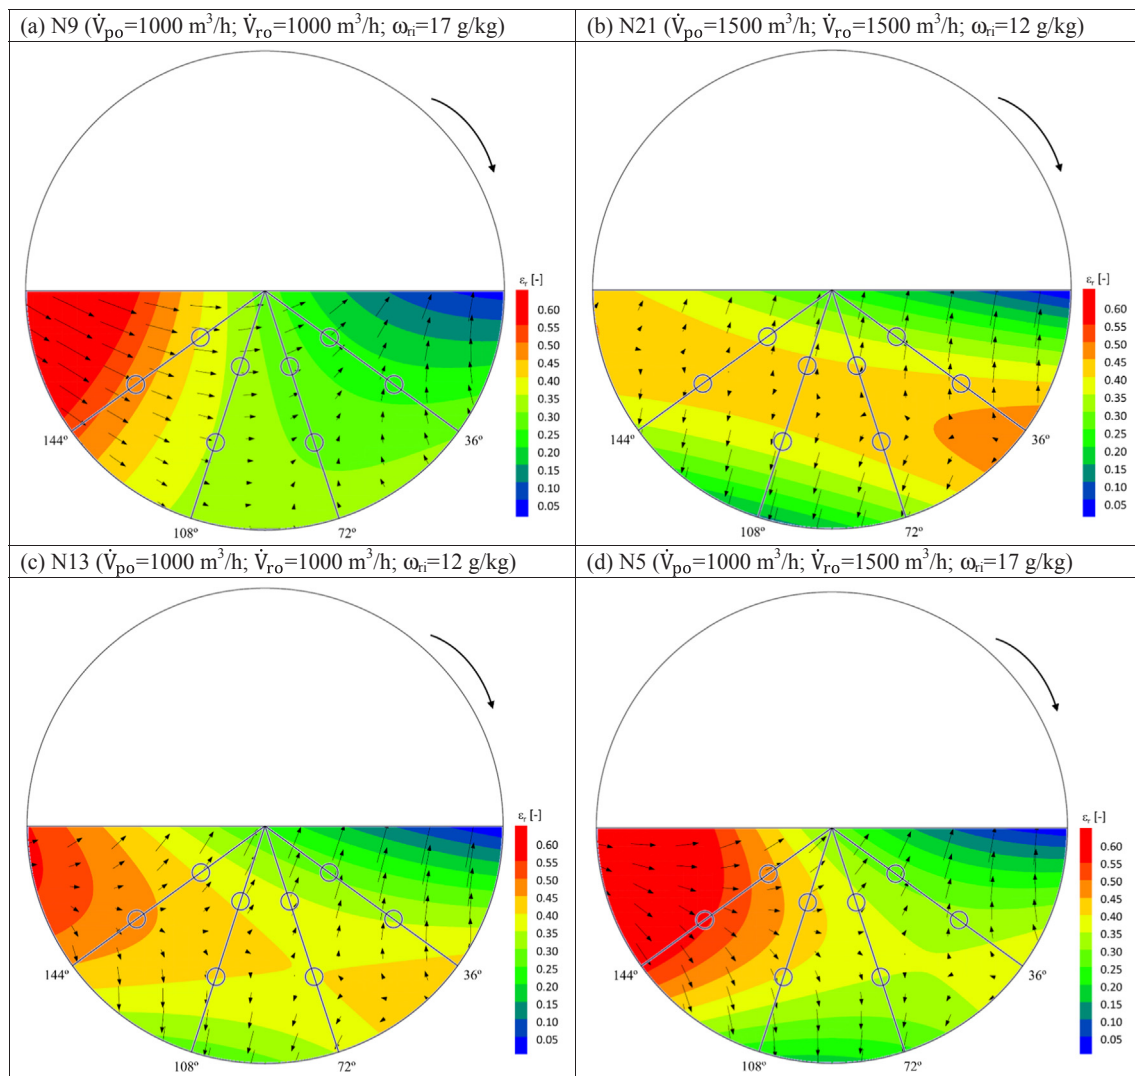 (a) N9 (V̇po=1000 m³/h; V̇ro=1000 m³/h; ωri=17 g/kg)
(b) N21 (V̇po=1500 m³/h; V̇ro=1500 m³/h; ωri=12 g/kg)
εr [-]
0.60
0.55
0.50
0.45
0.40
0.35
0.30
0.25
0.20
0.15
0.10
0.05
144º
108º
72º
36º
εr [-]
0.60
0.55
0.50
0.45
0.40
0.35
0.30
0.25
0.20
0.15
0.10
0.05
144º
108º
72º
36º
(c) N13 (V̇po=1000 m³/h; V̇ro=1000 m³/h; ωri=12 g/kg)
(d) N5 (V̇po=1000 m³/h; V̇ro=1500 m³/h; ωri=17 g/kg)
εr [-]
0.60
0.55
0.50
0.45
0.40
0.35
0.30
0.25
0.20
0.15
0.10
0.05
144º
108º
72º
36º
εr [-]
0.60
0.55
0.50
0.45
0.40
0.35
0.30
0.25
0.20
0.15
0.10
0.05
144º
108º
72º
36º